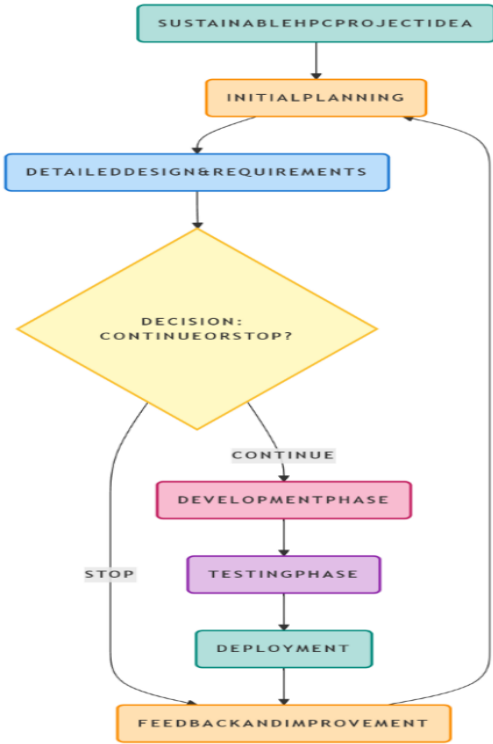 SUSTAINABLEHPCPROJECTIDEA
INITIALPLANNING
DETAILEDDESIGN&REQUIREMENTS
DECISION:
CONTINUEORSTOP?
CONTINUE
DEVELOPMENTPHASE
STOP
TESTINGPHASE
DEPLOYMENT
FEEDBACKANDIMPROVEMENT